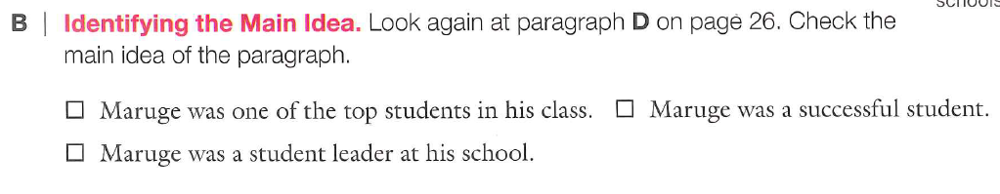 schools
B | Identifying the Main Idea. Look again at paragraph D on page 26. Check the
main idea of the paragraph.
☐ Maruge was one of the top students in his class. ☐ Maruge was a successful student.
☐ Maruge was a student leader at his school.